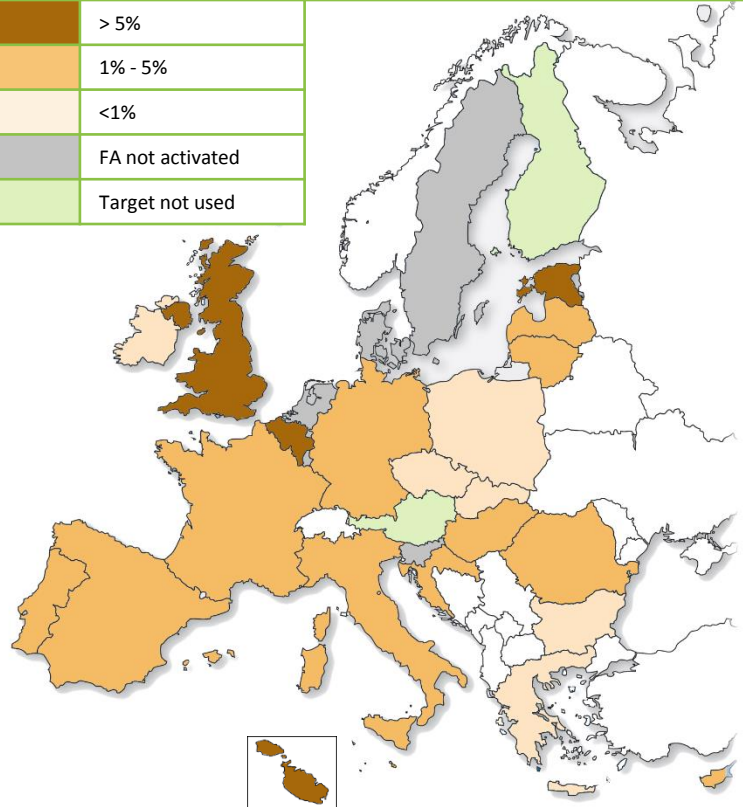 > 5%
1% - 5%
<1%
FA not activated
Target not used